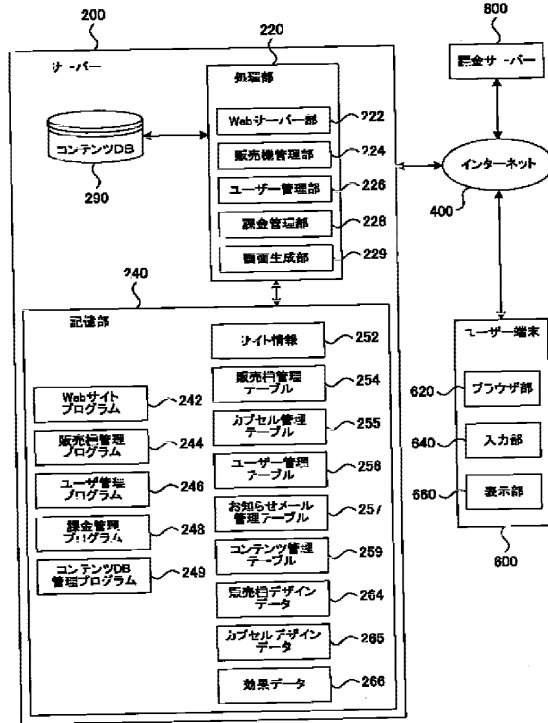 200
サーバー
220
処理部
Webサーバー部
222
販売機管理部
224
ユーザー管理部
226
課金管理部
228
画面生成部
229
コンテンツDB
290
800
課金サーバー
インターネット
400
240
記憶部
Webサイト
プログラム
242
販売機管理
プログラム
244
ユーザ管理
プログラム
246
課金管理
プログラム
248
コンテンツDB
管理プログラム
249
サイト情報
252
販売機管理
テーブル
254
カプセル管理
テーブル
255
ユーザー管理
テーブル
256
お知らせメール
管理テーブル
257
コンテンツ管理
テーブル
259
販売機デザイン
データ
264
カプセルデザイン
データ
265
効果データ
266
ユーザー端末
620
ブラウザ部
640
入力部
660
表示部
600